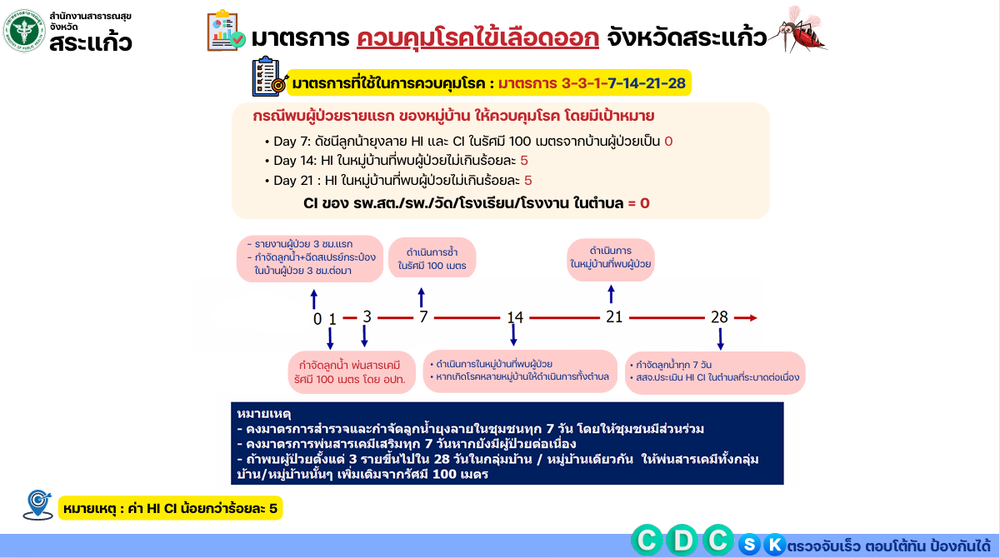 สำนักงานสาธารณสุข
จังหวัด
สระแก้ว
มาตรการ ควบคุมโรคไข้เลือดออก จังหวัดสระแก้ว
มาตรการที่ใช้ในการควบคุมโรค : มาตรการ 3-3-1-7-14-21-28
กรณีพบผู้ป่วยรายแรก ของหมู่บ้าน ให้ควบคุมโรค โดยมีเป้าหมาย
• Day 7: ดัชนีลูกน้ำยุงลาย HI และ CI ในรัศมี 100 เมตรจากบ้านผู้ป่วยเป็น 0
• Day 14: HI ในหมู่บ้านที่พบผู้ป่วยไม่เกินร้อยละ 5
• Day 21 : HI ในหมู่บ้านที่พบผู้ป่วยไม่เกินร้อยละ 5
CI ของ รพ.สต./รพ./วัด/โรงเรียน/โรงงาน ในตำบล = 0
- รายงานผู้ป่วย 3 ชม.แรก
- กำจัดลูกน้ำ+ฉีดสเปรย์กระป๋อง
ในบ้านผู้ป่วย 3 ชม.ต่อมา
ดำเนินการซ้ำ
ในรัศมี 100 เมตร
ดำเนินการ
ในหมู่บ้านที่พบผู้ป่วย
0 1 3 7 14 21 28
กำจัดลูกน้ำ พ่นสารเคมี
รัศมี 100 เมตร โดย อปท.
• ดำเนินการในหมู่บ้านที่พบผู้ป่วย
• หากเกิดโรคหลายหมู่บ้านให้ดำเนินการทั้งตำบล
• กำจัดลูกน้ำทุก 7 วัน
• สสจ.ประเมิน HI CI ในตำบลที่ระบาดต่อเนื่อง
หมายเหตุ
- คงมาตรการสำรวจและกำจัดลูกน้ำยุงลายในชุมชนทุก 7 วัน โดยให้ชุมชนมีส่วนร่วม
- คงมาตรการพ่นสารเคมีเสริมทุก 7 วันหากยังมีผู้ป่วยต่อเนื่อง
- ถ้าพบผู้ป่วยตั้งแต่ 3 รายขึ้นไปใน 28 วันในกลุ่มบ้าน / หมู่บ้านเดียวกัน ให้พ่นสารเคมีทั้งกลุ่ม
บ้าน/หมู่บ้านนั้นๆ เพิ่มเติมจากรัศมี 100 เมตร
หมายเหตุ : ค่า HI CI น้อยกว่าร้อยละ 5
C D C S K ตรวจจับเร็ว ตอบโต้ทัน ป้องกันได้